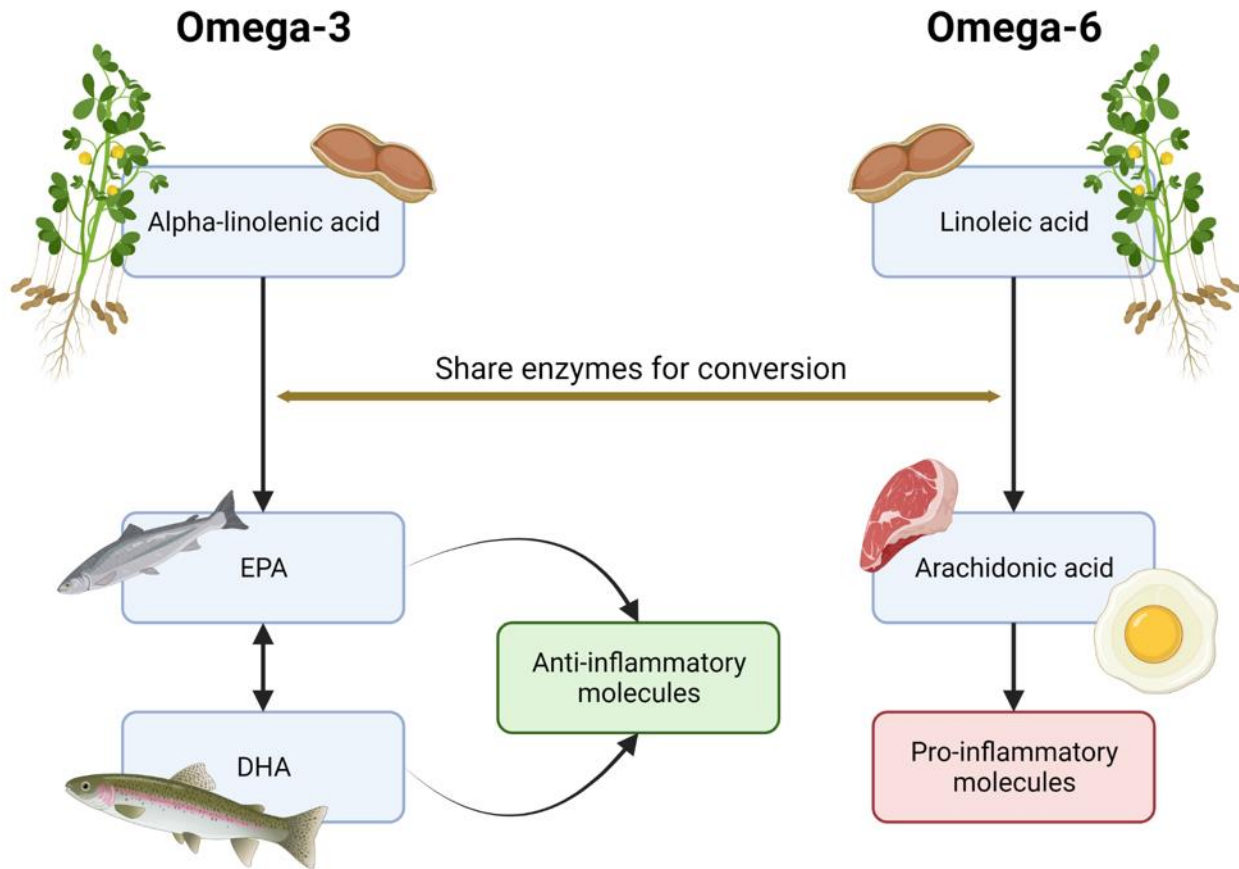 Omega-3
Omega-6
Alpha-linolenic acid
Linoleic acid
Share enzymes for conversion
EPA
Arachidonic acid
Anti-inflammatory
molecules
DHA
Pro-inflammatory
molecules